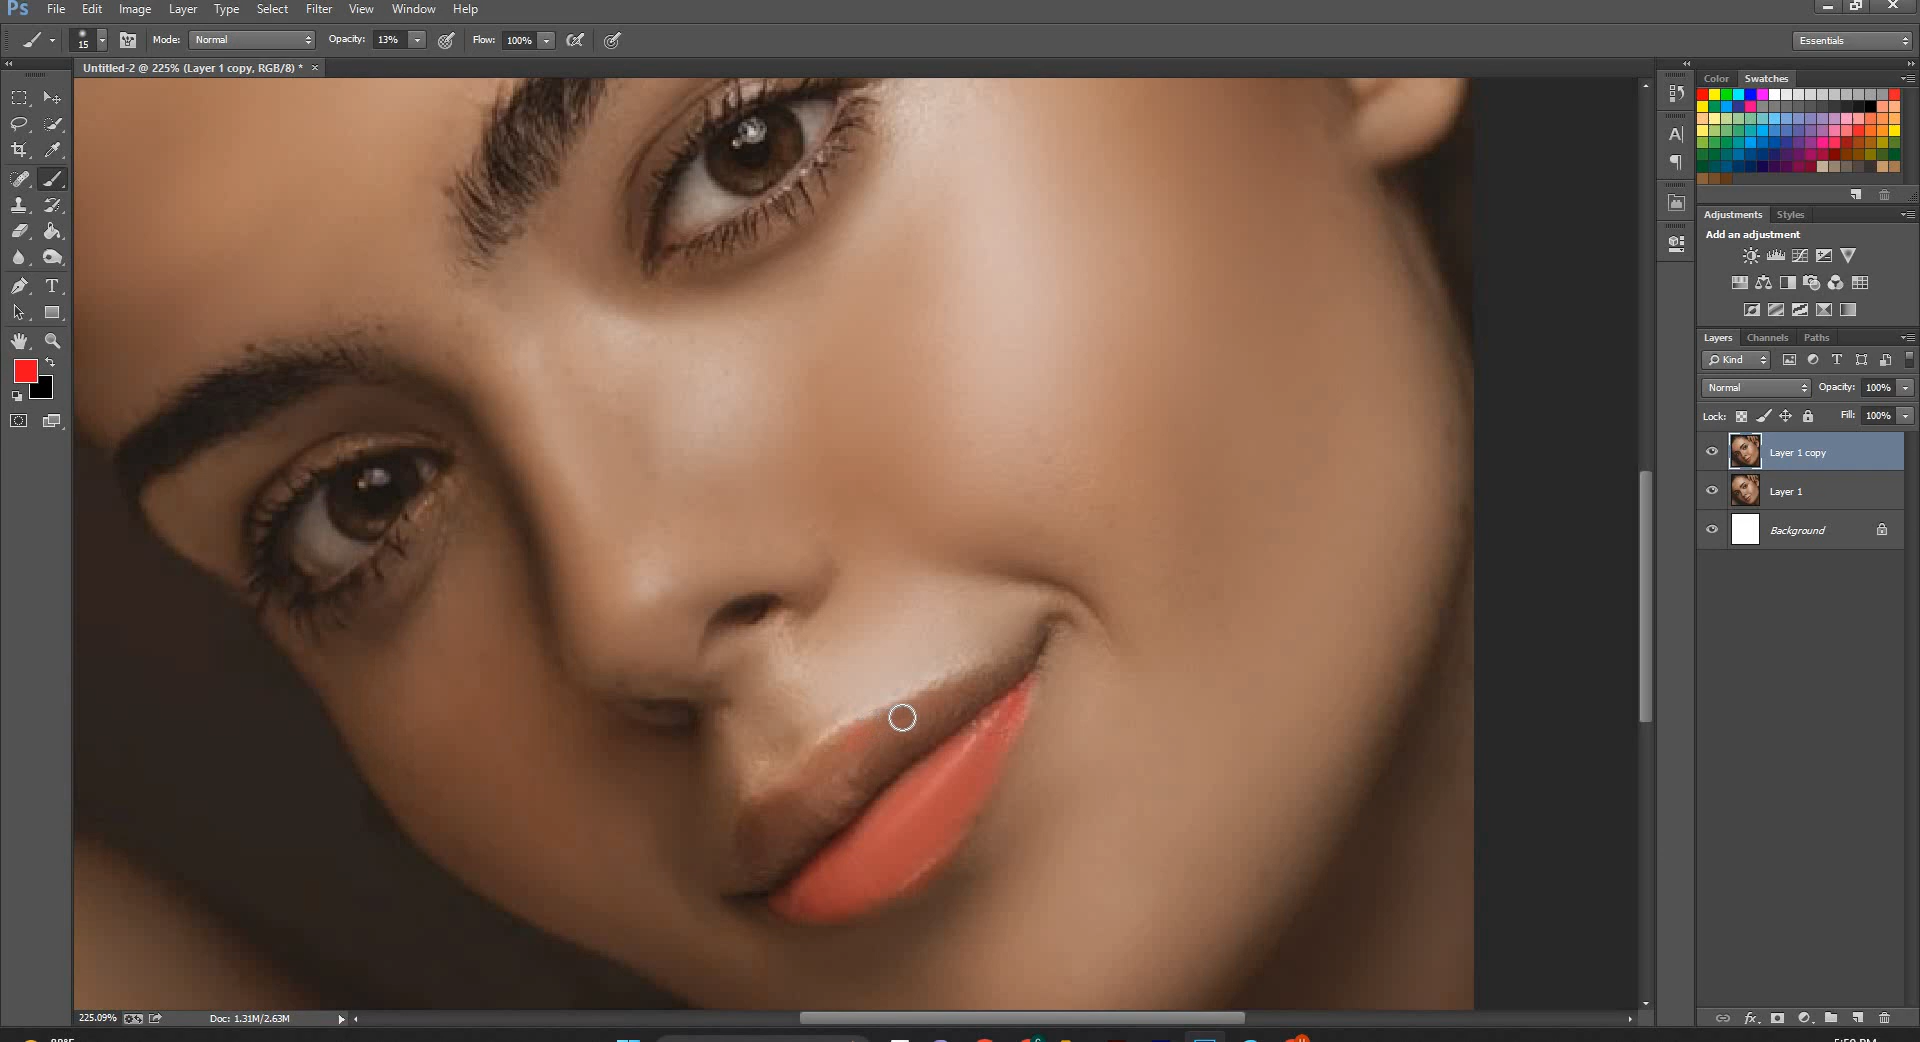 Ps File Edit Image Layer Type Select Filter View Window Help
15 Mode: Normal Opacity: 13% Flow: 100% Essentials
Untitled-2 @ 225% (Layer 1 copy, RGB/8) * ×
Color Swatches
Adjustments Styles
Add an adjustment
Layers Channels Paths
Kind
Normal Opacity: 100%
Lock: Fill: 100%
Layer 1 copy
Layer 1
Background
225.09% Doc: 1.31M/2.63M